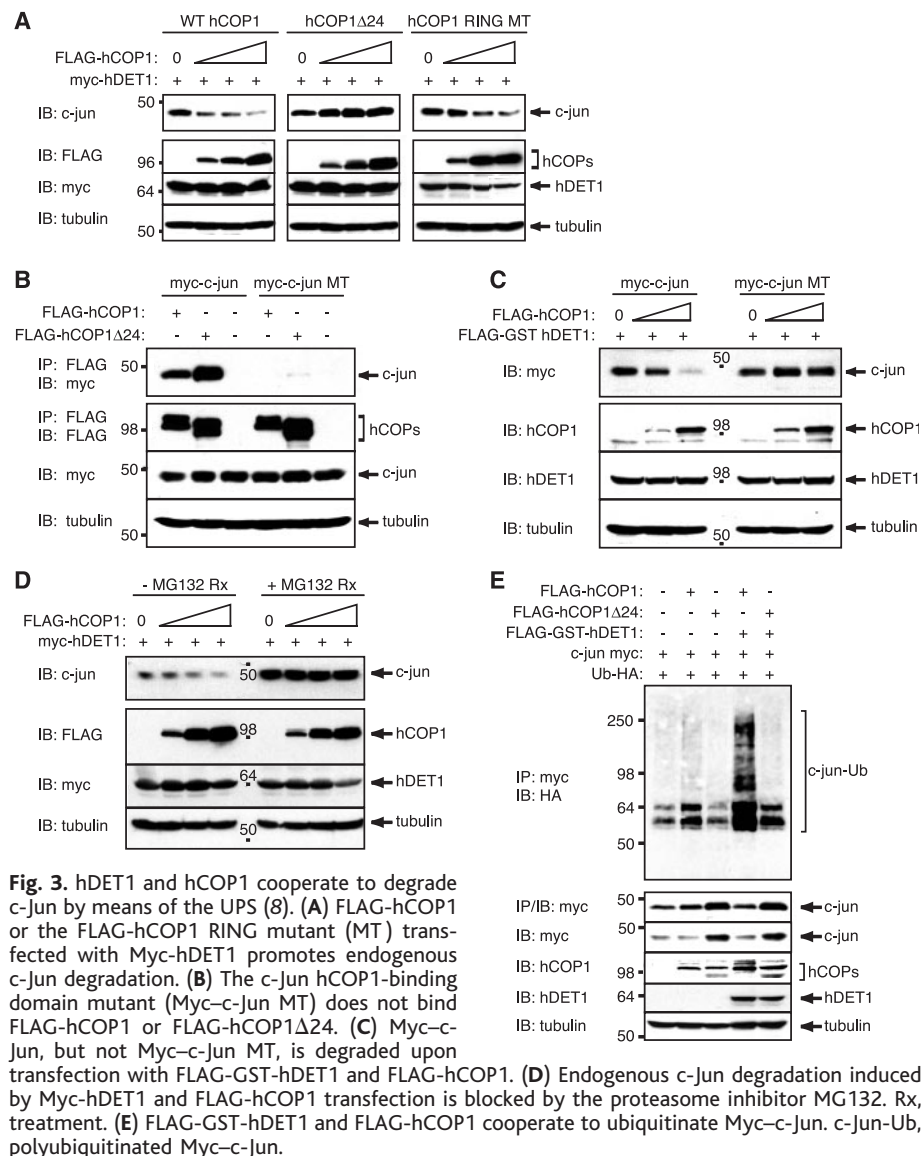 A
WT hCOP1 hCOP1Δ24 hCOP1 RING MT
FLAG-hCOP1: 0 0 0
myc-hDET1: + + + + + + + + + + + +
IB: c-jun 50 c-jun
IB: FLAG 96 hCOPs
IB: myc 64 hDET1
IB: tubulin 50 tubulin
B
myc-c-jun myc-c-jun MT
FLAG-hCOP1: + - - + - -
FLAG-hCOP1Δ24: - + - - + -
IP: FLAG
IB: myc 50 c-jun
IP: FLAG
IB: FLAG 98 hCOPs
IB: myc 50 c-jun
IB: tubulin 50 tubulin
C
myc-c-jun myc-c-jun MT
FLAG-hCOP1: 0 0
FLAG-GST hDET1: + + + + + +
IB: myc 50 c-jun
IB: hCOP1 98 hCOP1
IB: hDET1 98 hDET1
IB: tubulin 50 tubulin
D
- MG132 Rx + MG132 Rx
FLAG-hCOP1: 0 0
myc-hDET1: + + + + + + + +
IB: c-jun 50 c-jun
IB: FLAG 98 hCOP1
IB: myc 64 hDET1
IB: tubulin 50 tubulin
E
FLAG-hCOP1: - + - + -
FLAG-hCOP1Δ24: - - + - +
FLAG-GST-hDET1: - - - + +
c-jun myc: + + + + +
Ub-HA: + + + + +
250
98
IP: myc
IB: HA
c-jun-Ub
64
50
IP/IB: myc 50 c-jun
IB: myc 50 c-jun
IB: hCOP1 98 hCOPs
IB: hDET1 64 hDET1
IB: tubulin 50 tubulin
Fig. 3. hDET1 and hCOP1 cooperate to degrade
c-Jun by means of the UPS (8). (A) FLAG-hCOP1
or the FLAG-hCOP1 RING mutant (MT) trans-
fected with Myc-hDET1 promotes endogenous
c-Jun degradation. (B) The c-Jun hCOP1-binding
domain mutant (Myc–c-Jun MT) does not bind
FLAG-hCOP1 or FLAG-hCOP1Δ24. (C) Myc–c-
Jun, but not Myc–c-Jun MT, is degraded upon
transfection with FLAG-GST-hDET1 and FLAG-hCOP1. (D) Endogenous c-Jun degradation induced
by Myc-hDET1 and FLAG-hCOP1 transfection is blocked by the proteasome inhibitor MG132. Rx,
treatment. (E) FLAG-GST-hDET1 and FLAG-hCOP1 cooperate to ubiquitinate Myc–c-Jun. c-Jun-Ub,
polyubiquitinated Myc–c-Jun.